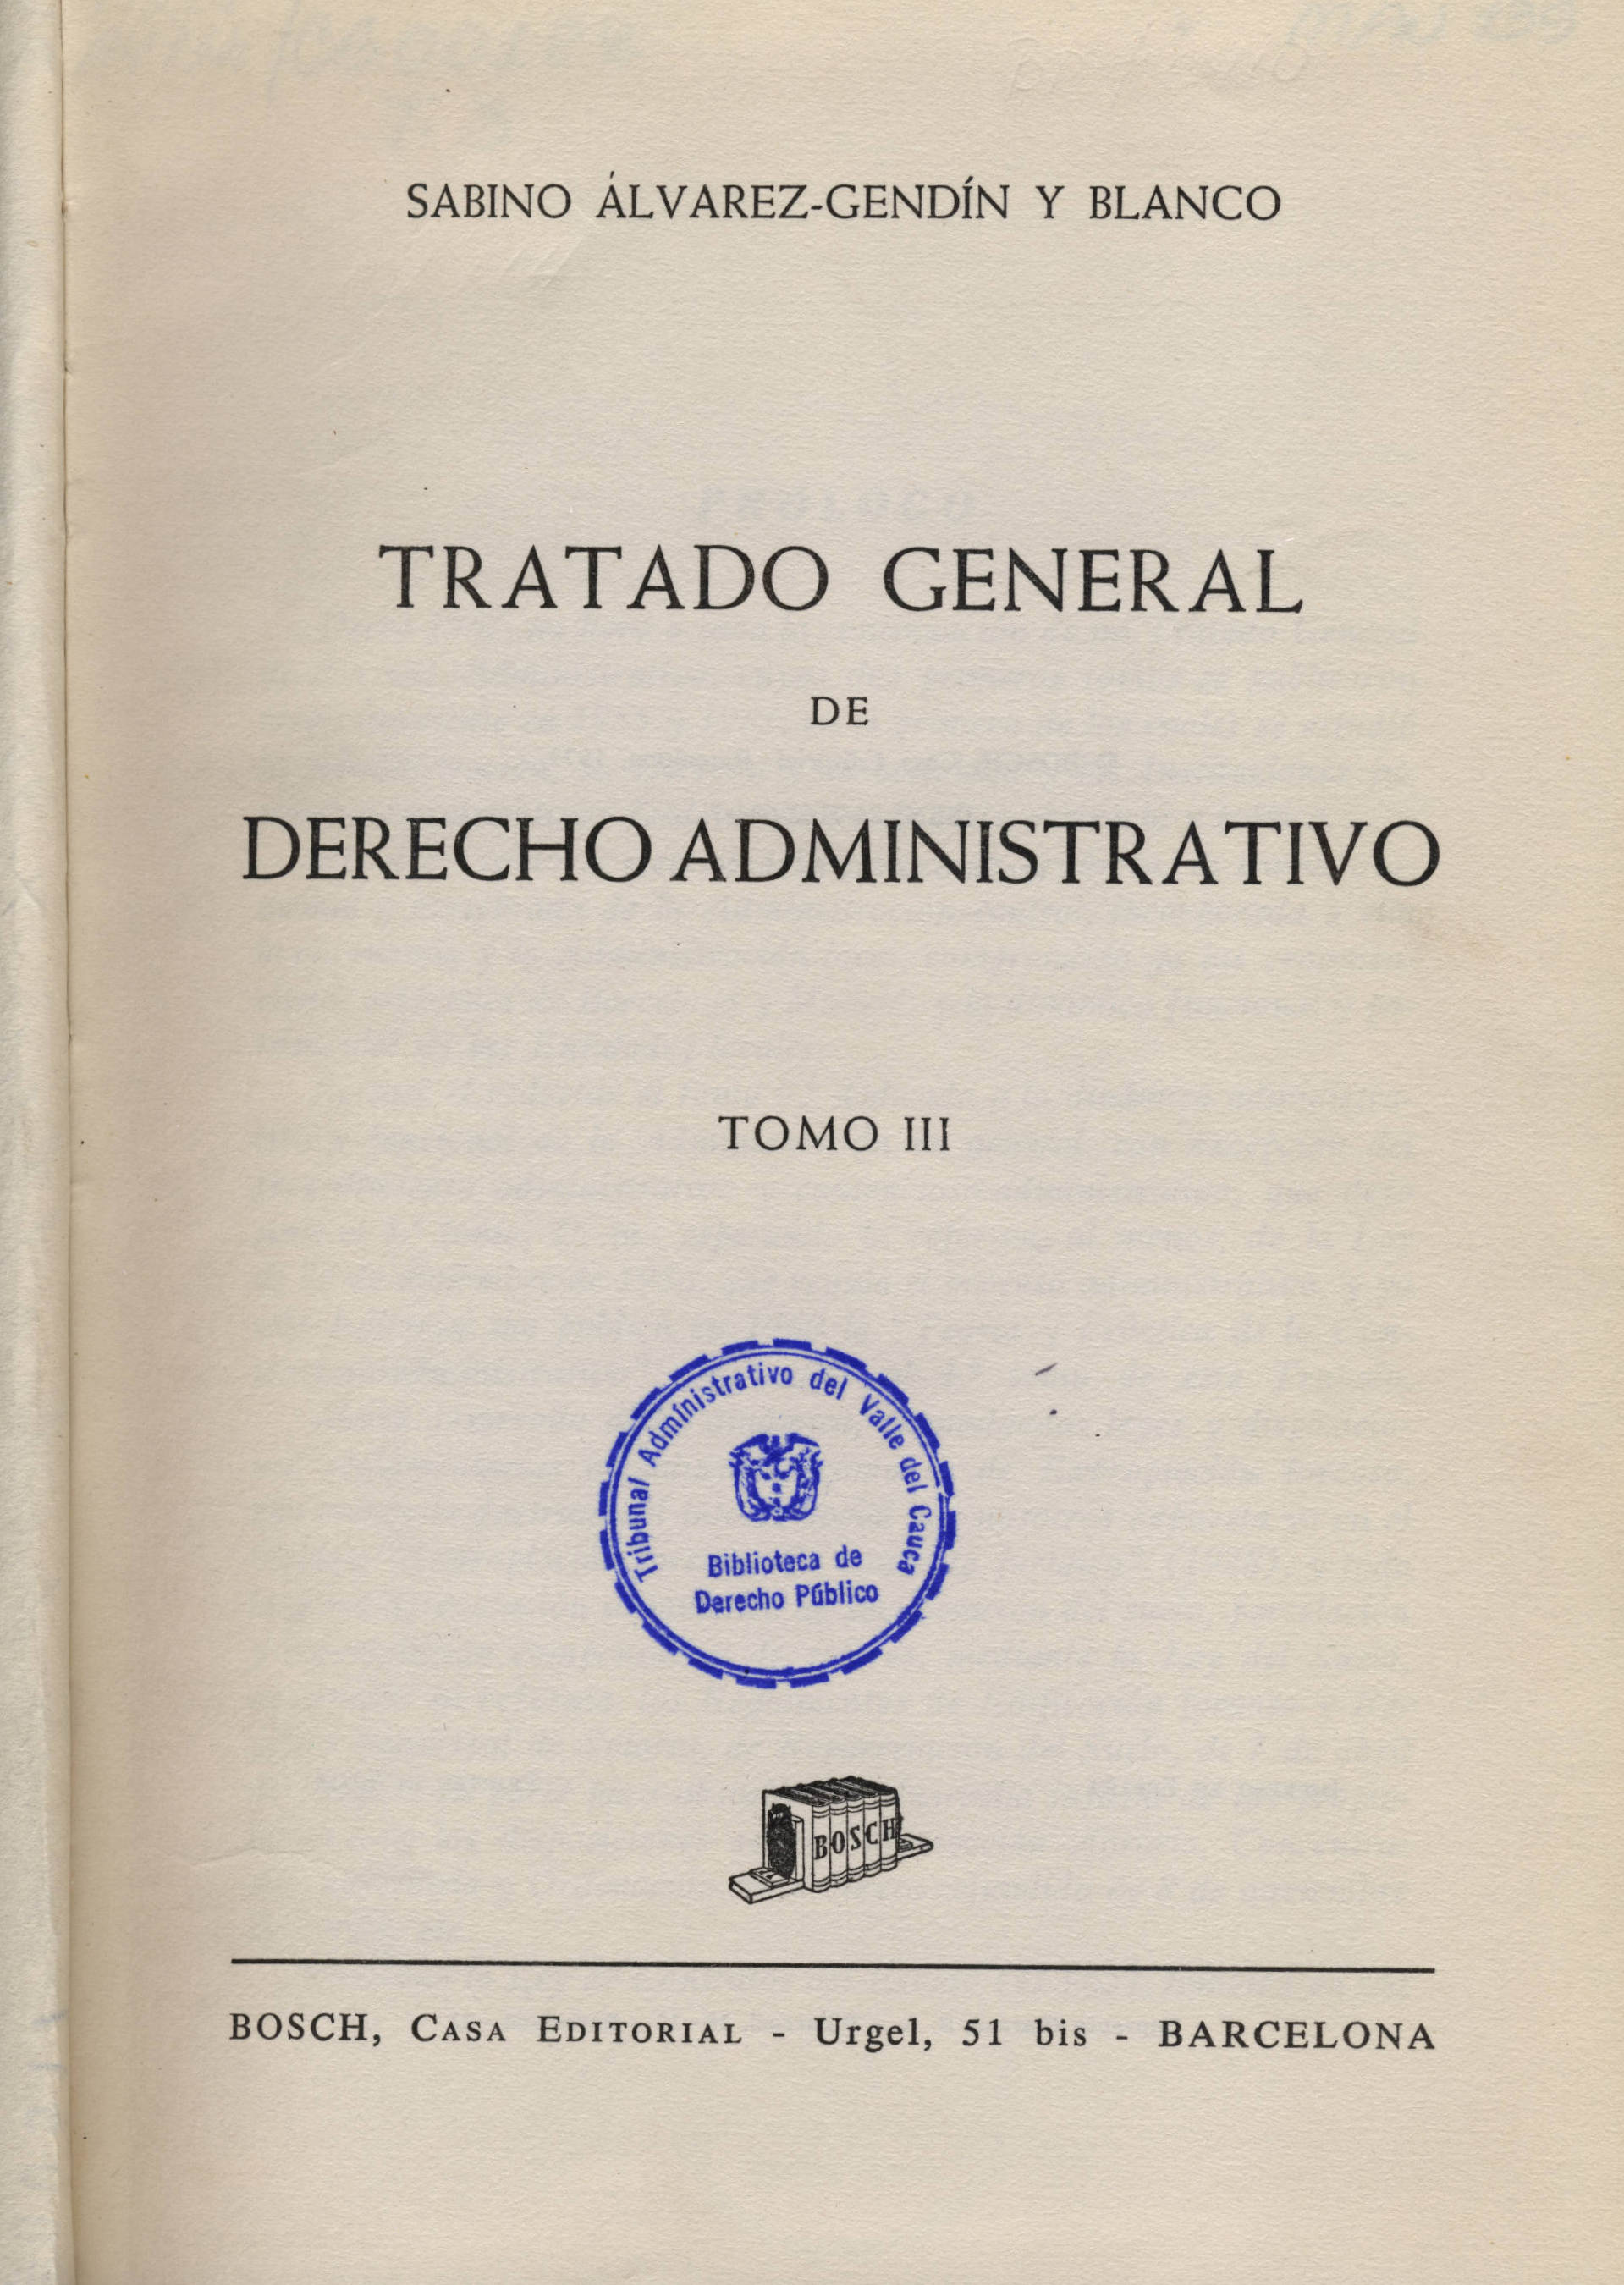 SABINO ÁLVAREZ-GENDÍN Y BLANCO
TRATADO GENERAL
DE
DERECHO ADMINISTRATIVO
TOMO III
Tribunal Administrativo del Valle del Cauca
Biblioteca de
Derecho Público
BOSCH
BOSCH, CASA EDITORIAL - Urgel, 51 bis - BARCELONA